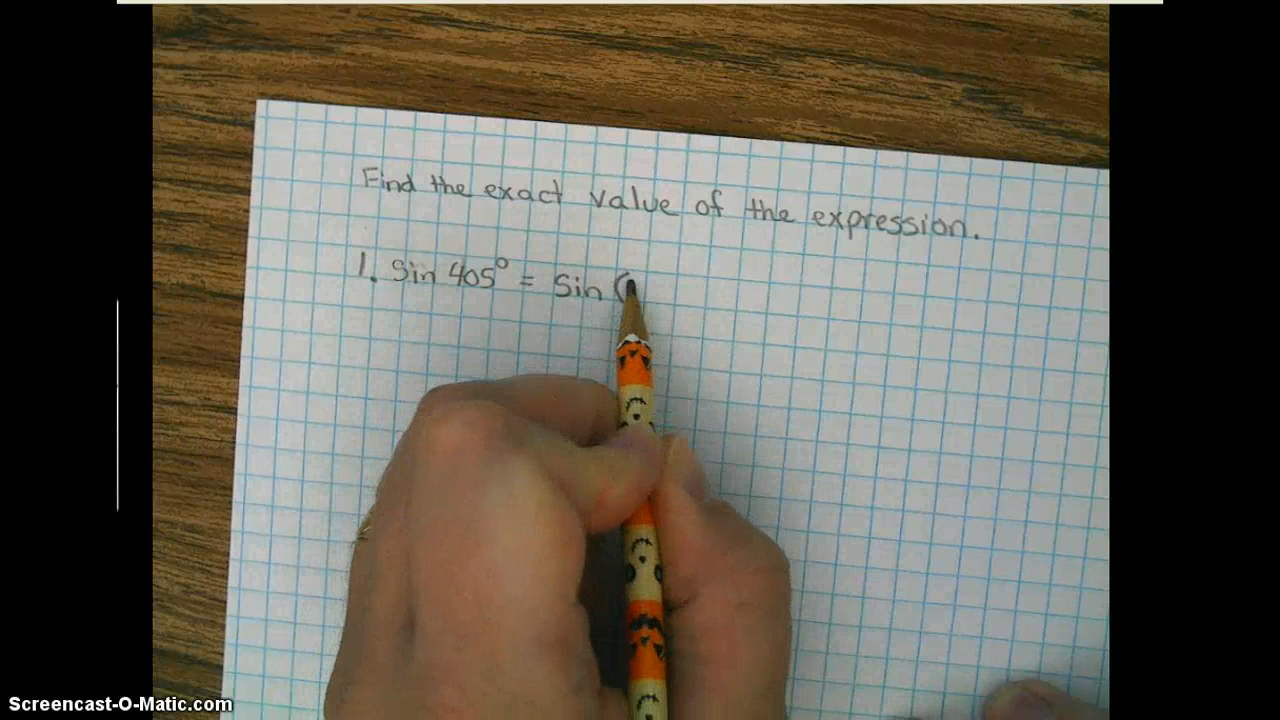 Find the exact value of the expression.
1. Sin 405° = Sin (
Screencast-O-Matic.com